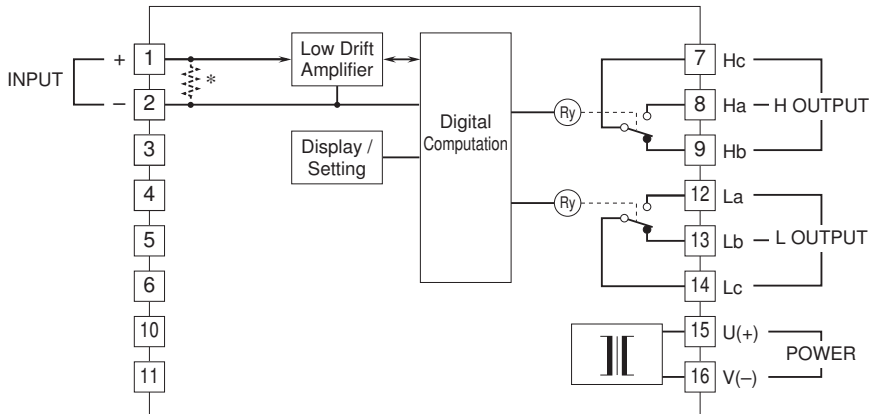 INPUT
+
−
1
2
3
4
5
6
10
11
*
Low Drift
Amplifier
Display /
Setting
Digital
Computation
Ry
Ry
7 Hc
8 Ha H OUTPUT
9 Hb
12 La
13 Lb L OUTPUT
14 Lc
15 U(+)
POWER
16 V(–)